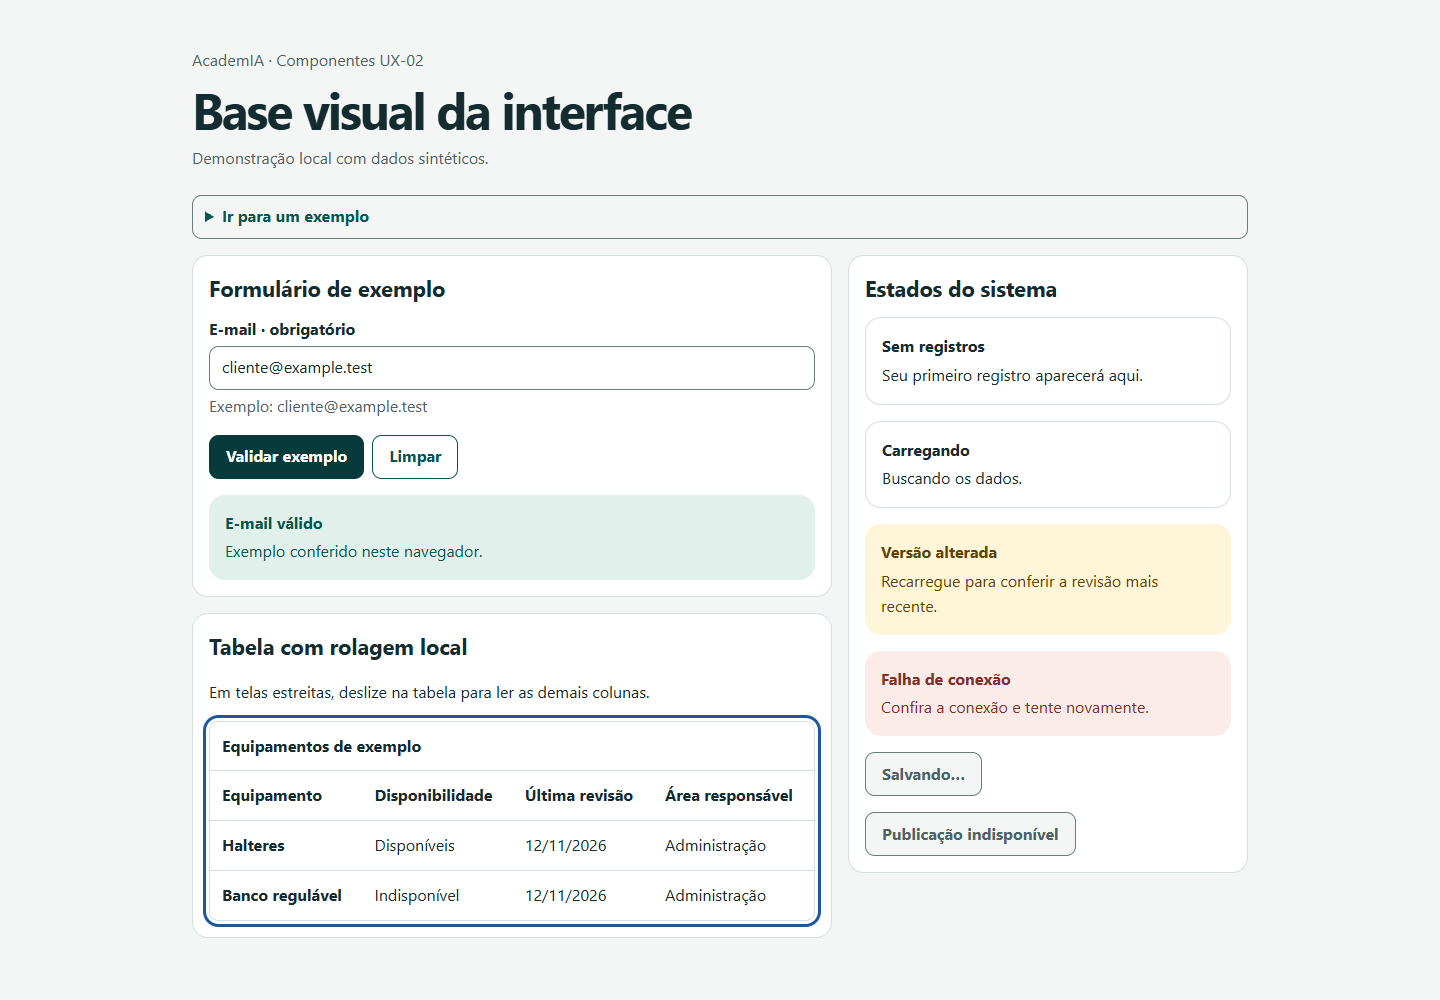 AcademIA · Componentes UX-02
Base visual da interface
Demonstração local com dados sintéticos.
Ir para um exemplo
Formulário de exemplo
E-mail · obrigatório
cliente@example.test
Exemplo: cliente@example.test
Validar exemplo Limpar
E-mail válido
Exemplo conferido neste navegador.
Tabela com rolagem local
Em telas estreitas, deslize na tabela para ler as demais colunas.
Equipamentos de exemplo
Equipamento Disponibilidade Última revisão Área responsável
Halteres Disponíveis 12/11/2026 Administração
Banco regulável Indisponível 12/11/2026 Administração
Estados do sistema
Sem registros
Seu primeiro registro aparecerá aqui.
Carregando
Buscando os dados.
Versão alterada
Recarregue para conferir a revisão mais
recente.
Falha de conexão
Confira a conexão e tente novamente.
Salvando...
Publicação indisponível